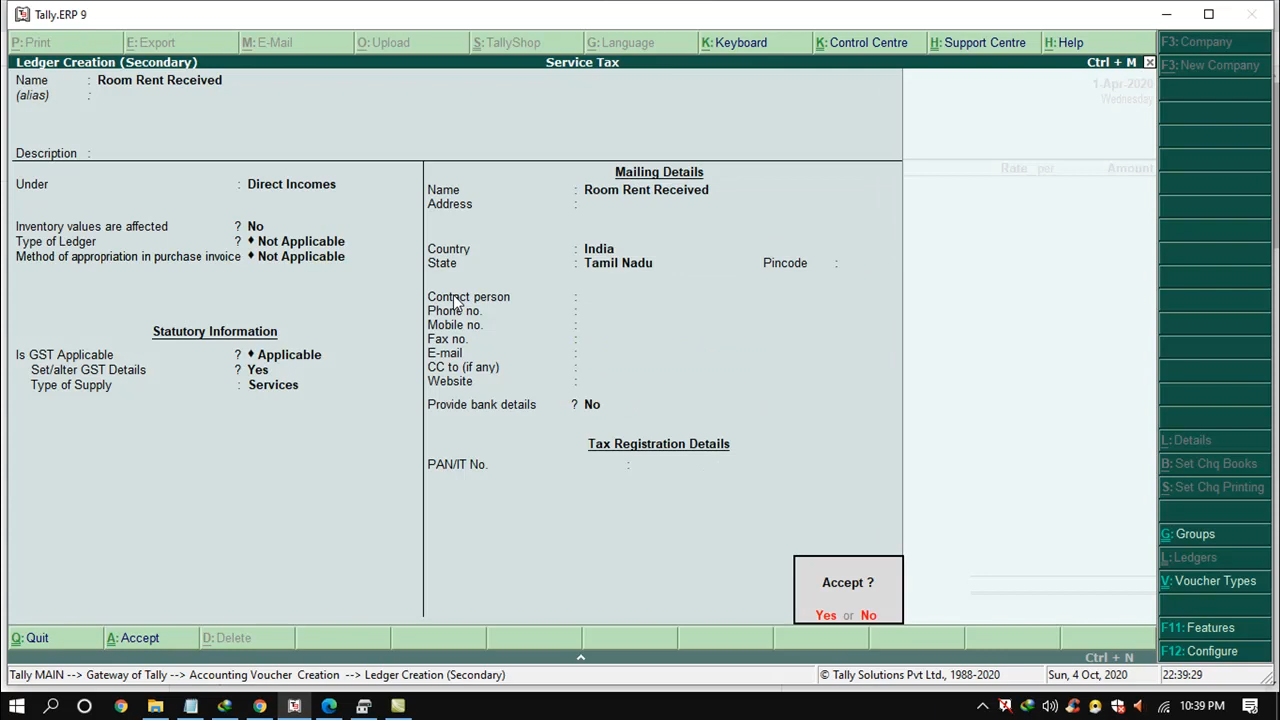 Tally.ERP 9
P: Print E: Export M: E-Mail O: Upload S: TallyShop G: Language K: Keyboard K: Control Centre H: Support Centre H: Help F3: Company
Ledger Creation (Secondary) Service Tax Ctrl + M
F3: New Company
Name : Room Rent Received
(alias) :
1-Apr-2020
Wednesday
Description :
Rate per Amount
Mailing Details
Under : Direct Incomes
Name : Room Rent Received
Address :
Inventory values are affected ? No
Type of Ledger ? ♦ Not Applicable
Method of appropriation in purchase invoice ♦ Not Applicable
Country : India
State : Tamil Nadu Pincode :
Contact person :
Phone no. :
Mobile no. :
Fax no. :
E-mail :
CC to (if any) :
Website :
Statutory Information
Is GST Applicable ? ♦ Applicable
Set/alter GST Details ? Yes
Type of Supply : Services
Provide bank details ? No
Tax Registration Details
PAN/IT No. :
L: Details
B: Set Chq Books
S: Set Chq Printing
G: Groups
L: Ledgers
V: Voucher Types
F11: Features
F12: Configure
Accept ?
Yes or No
Q: Quit A: Accept D: Delete
Ctrl + N
Tally MAIN --> Gateway of Tally --> Accounting Voucher Creation --> Ledger Creation (Secondary) © Tally Solutions Pvt Ltd., 1988-2020 Sun, 4 Oct, 2020 22:39:29
10:39 PM